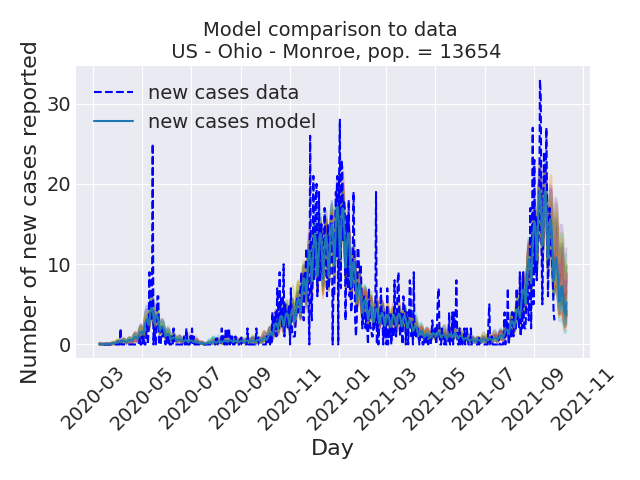 Model comparison to data
US - Ohio - Monroe, pop. = 13654
Number of new cases reported
new cases data
new cases model
30
20
10
0
2020-03
2020-05
2020-07
2020-09
2020-11
2021-01
2021-03
2021-05
2021-07
2021-09
2021-11
Day